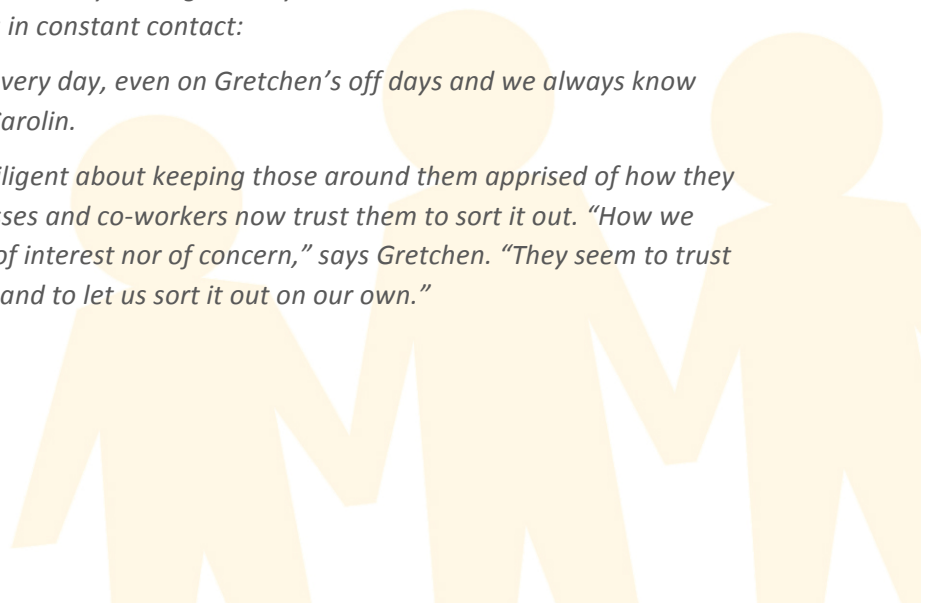 in constant contact:
very day, even on Gretchen's off days and we always know
arolin.
iligent about keeping those around them apprised of how they
sses and co-workers now trust them to sort it out. "How we
of interest nor of concern," says Gretchen. "They seem to trust
and to let us sort it out on our own."